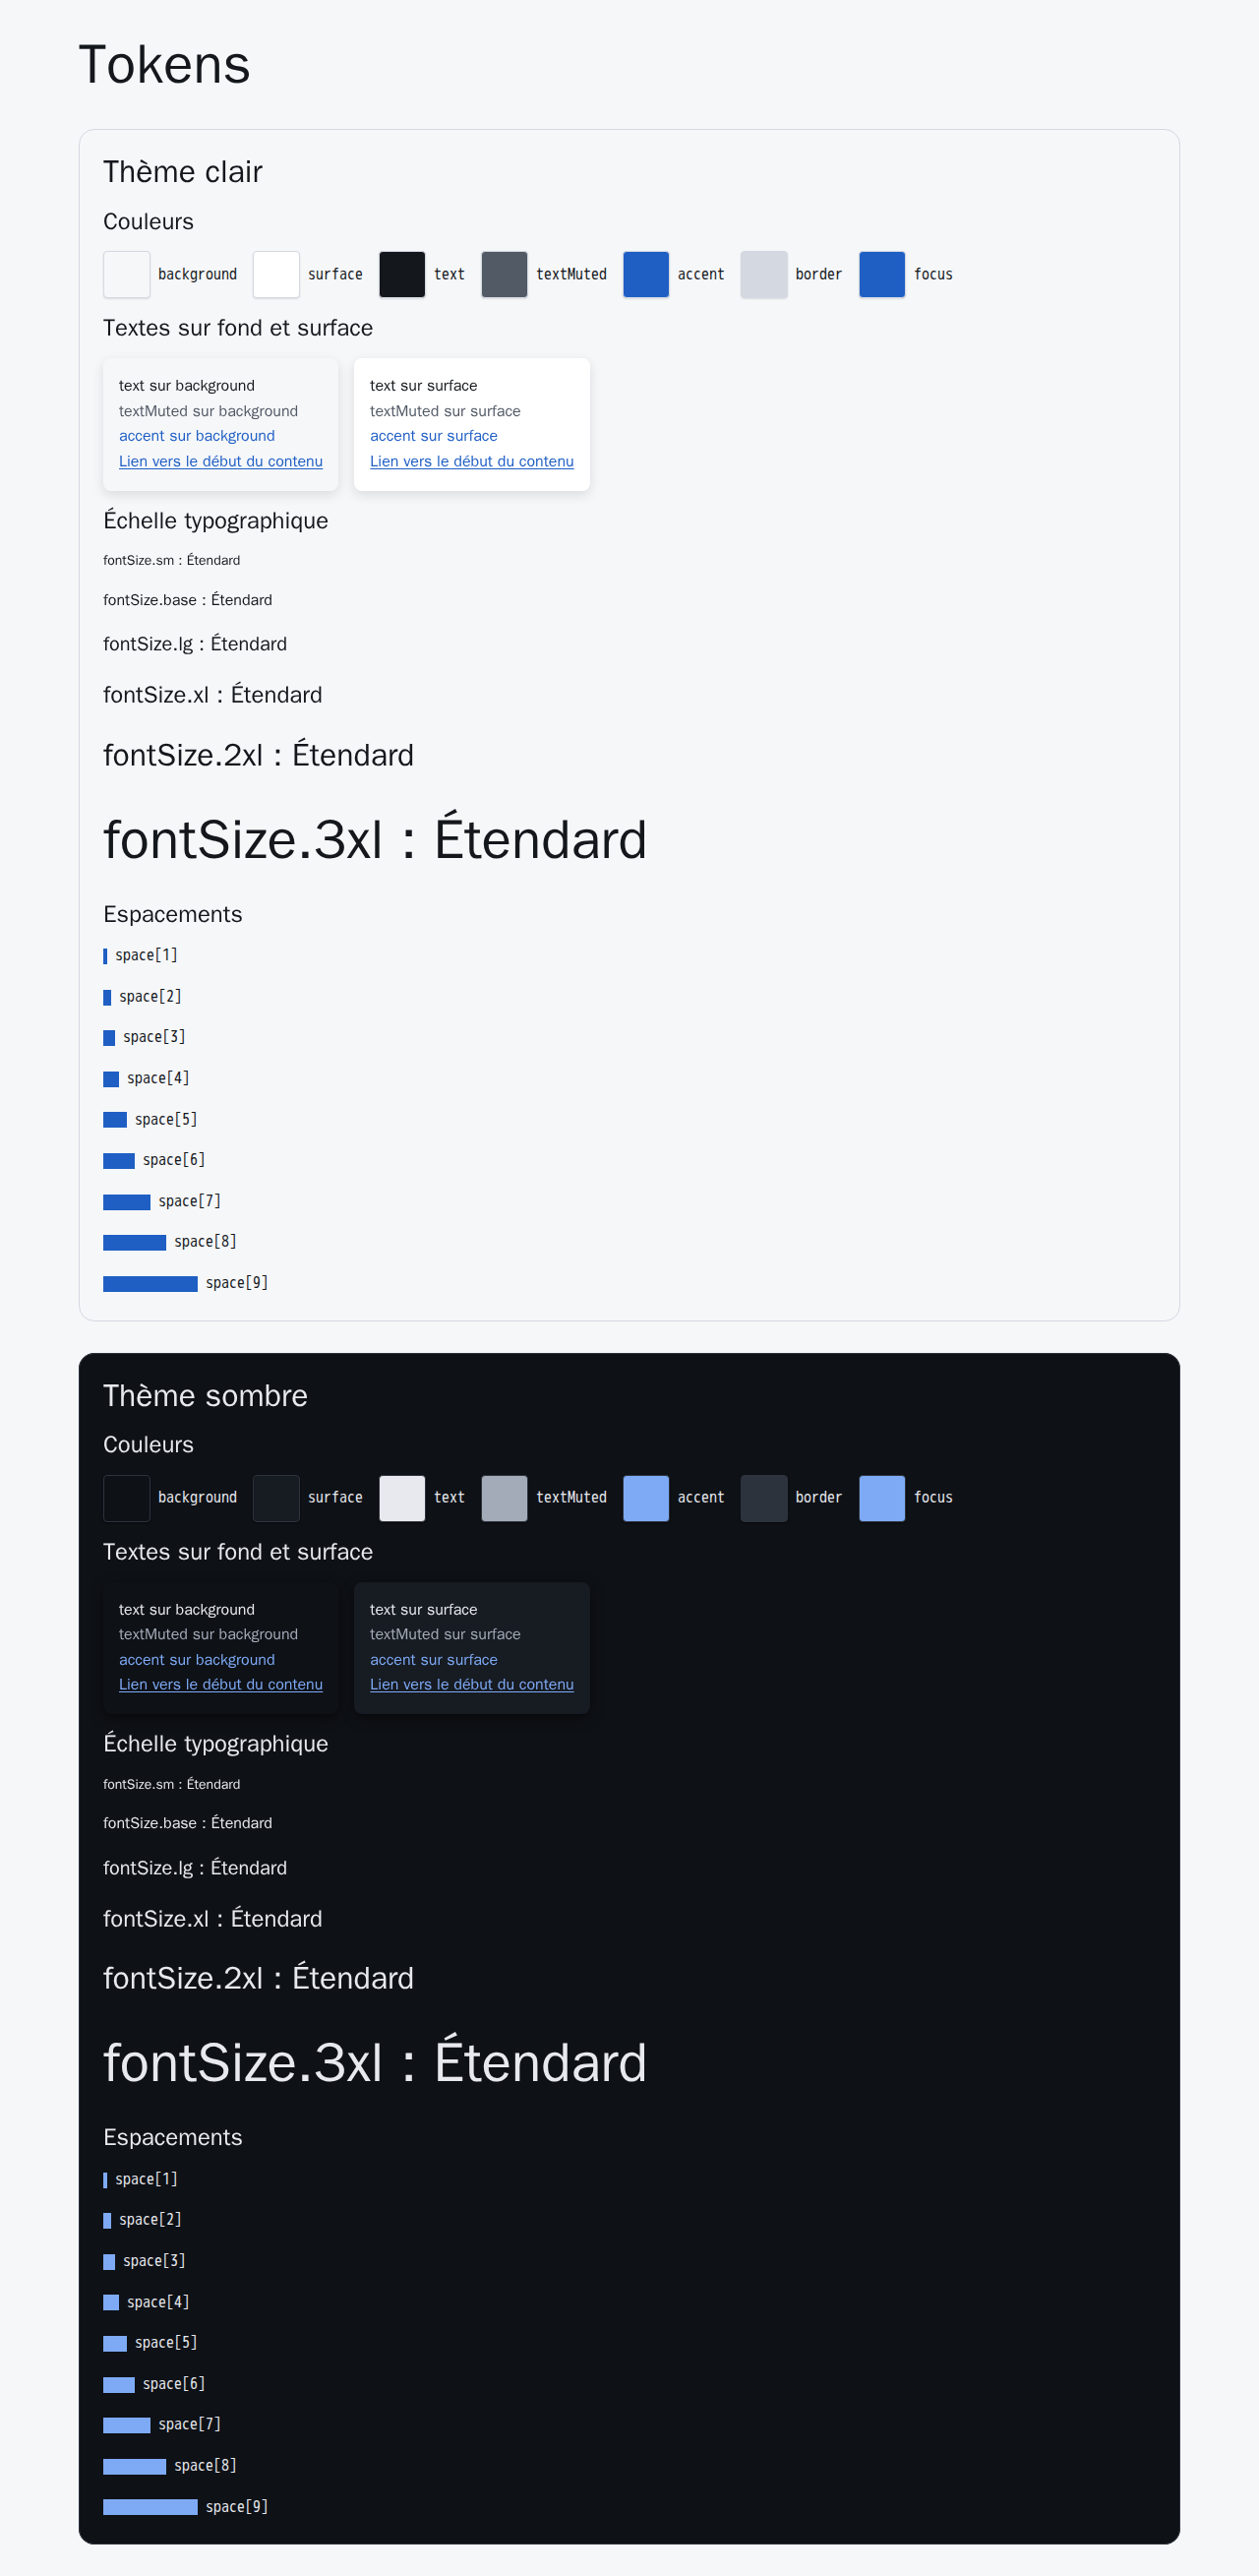 Tokens
Thème clair
Couleurs
background surface text textMuted accent border focus
Textes sur fond et surface
text sur background
textMuted sur background
accent sur background
Lien vers le début du contenu
text sur surface
textMuted sur surface
accent sur surface
Lien vers le début du contenu
Échelle typographique
fontSize.sm : Étendard
fontSize.base : Étendard
fontSize.lg : Étendard
fontSize.xl : Étendard
fontSize.2xl : Étendard
fontSize.3xl : Étendard
Espacements
space[1]
space[2]
space[3]
space[4]
space[5]
space[6]
space[7]
space[8]
space[9]
Thème sombre
Couleurs
background surface text textMuted accent border focus
Textes sur fond et surface
text sur background
textMuted sur background
accent sur background
Lien vers le début du contenu
text sur surface
textMuted sur surface
accent sur surface
Lien vers le début du contenu
Échelle typographique
fontSize.sm : Étendard
fontSize.base : Étendard
fontSize.lg : Étendard
fontSize.xl : Étendard
fontSize.2xl : Étendard
fontSize.3xl : Étendard
Espacements
space[1]
space[2]
space[3]
space[4]
space[5]
space[6]
space[7]
space[8]
space[9]